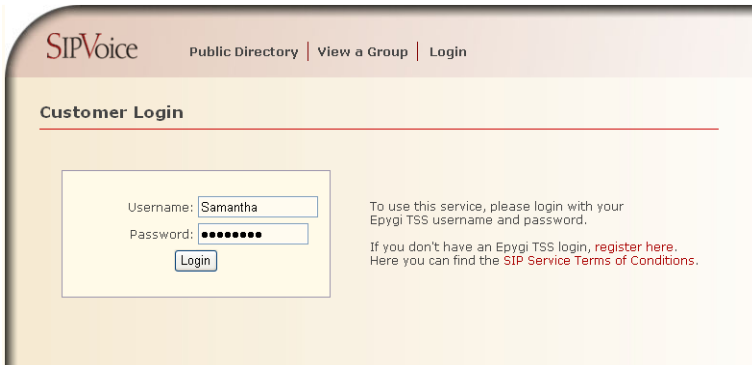 SIPVoice
Public Directory | View a Group | Login
Customer Login
Username: Samantha
Password: ●●●●●●●●
Login
To use this service, please login with your
Epygi TSS username and password.
If you don't have an Epygi TSS login, register here.
Here you can find the SIP Service Terms of Conditions.